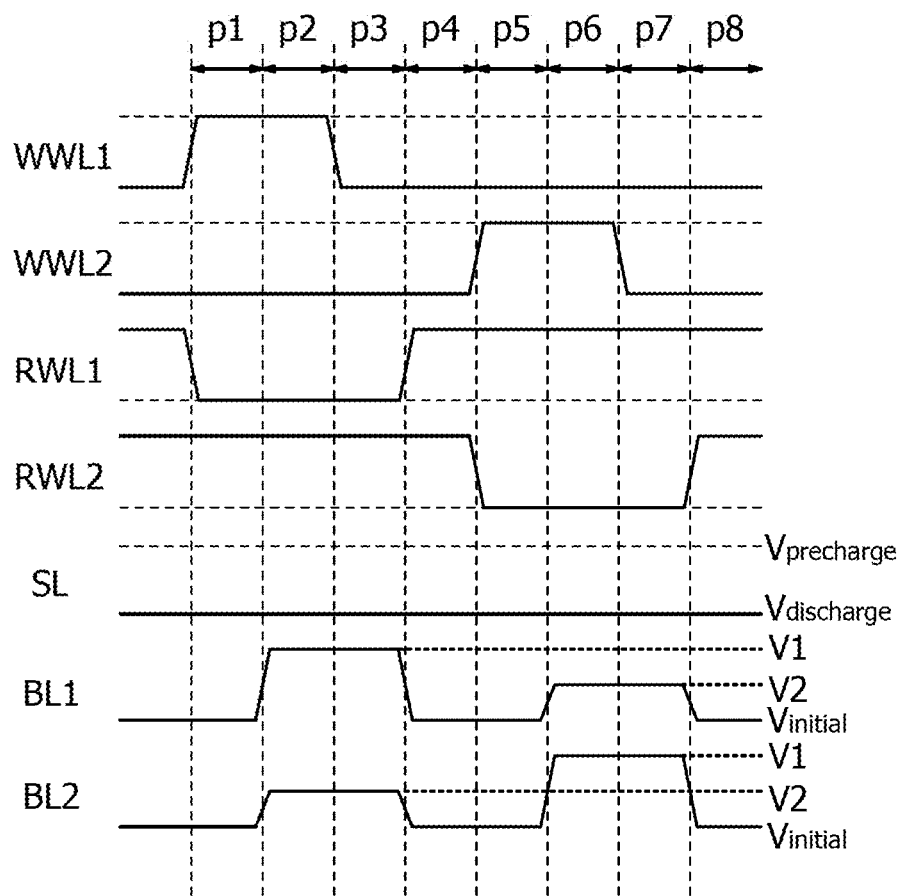 p1 p2 p3 p4 p5 p6 p7 p8
WWL1
WWL2
RWL1
RWL2
Vprecharge
SL
Vdischarge
V1
BL1
V2
Vinitial
V1
BL2
V2
Vinitial